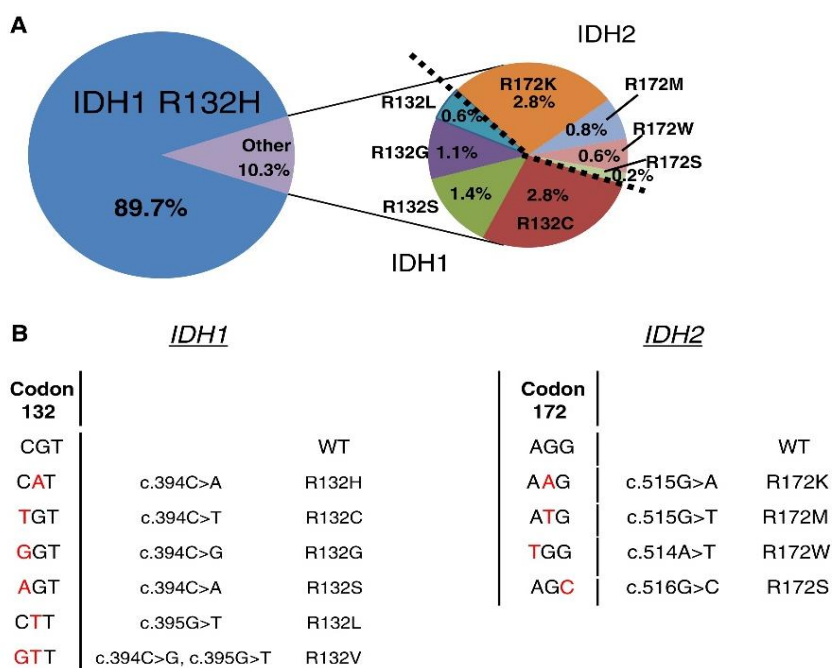 A
IDH1 R132H
89.7%
Other
10.3%
IDH2
R172K
2.8%
R172M
0.8%
R172W
0.6%
R172S
0.2%
R132L
0.6%
R132G 1.1%
1.4%
R132S
2.8%
R132C
IDH1
B
IDH1
IDH2
Codon
132
Codon
172
CGT WT AGG WT
CAT c.394C>A R132H AAG c.515G>A R172K
TGT c.394C>T R132C ATG c.515G>T R172M
GGT c.394C>G R132G TGG c.514A>T R172W
AGT c.394C>A R132S AGC c.516G>C R172S
CTT c.395G>T R132L
GTT c.394C>G, c.395G>T R132V